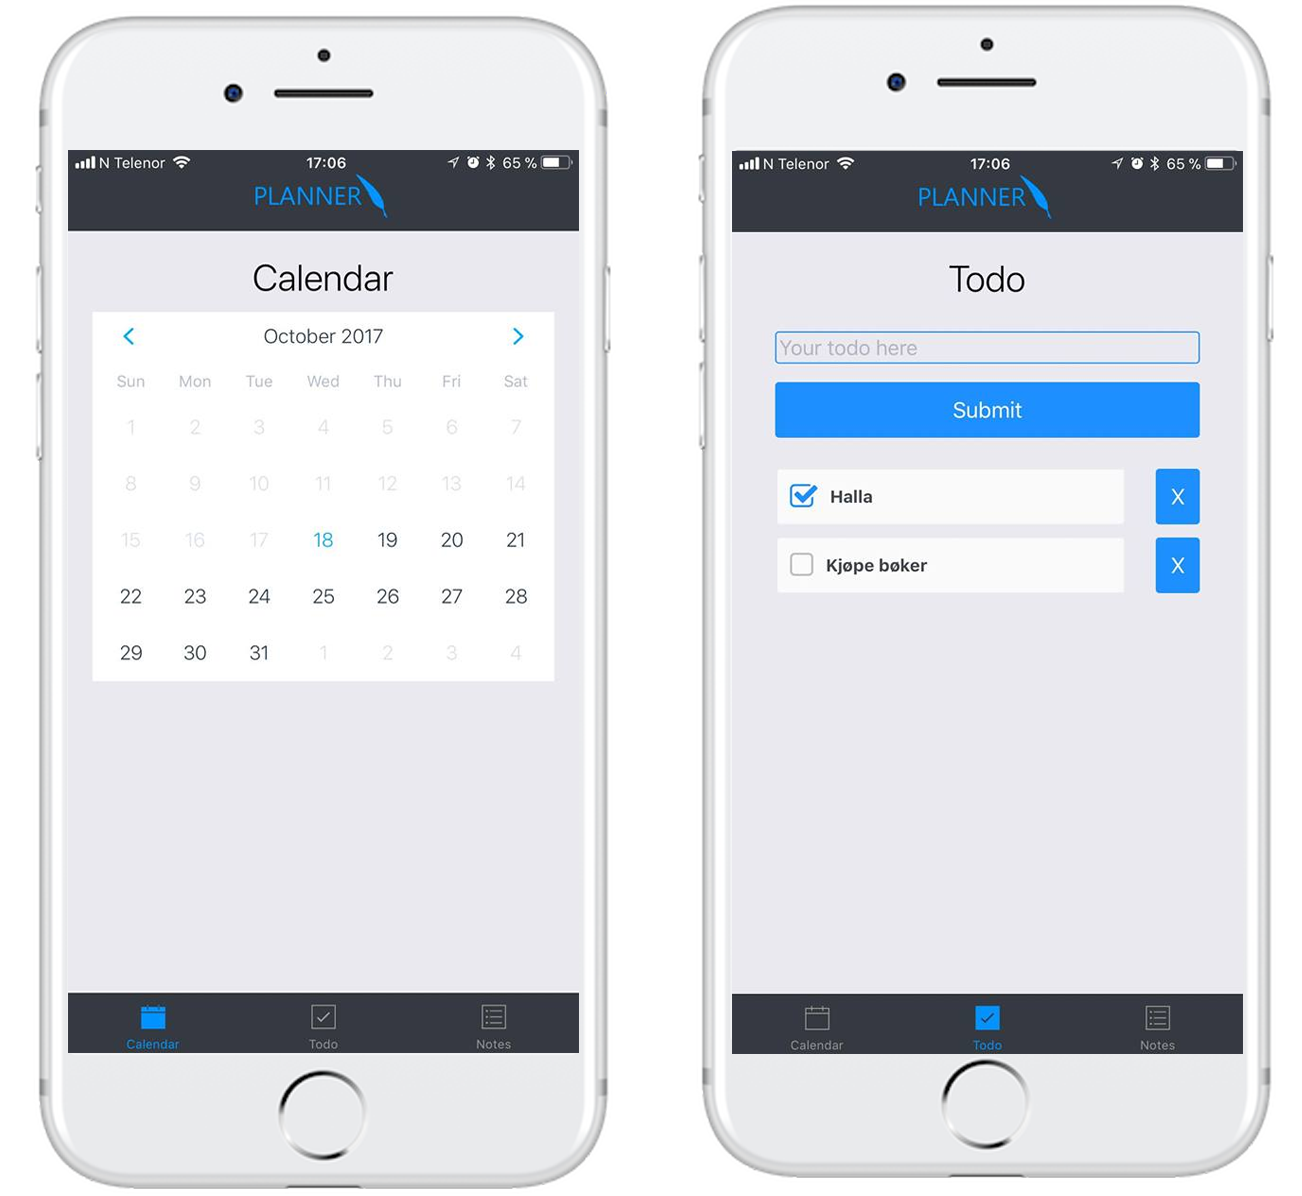 N Telenor 17:06 65 %
PLANNER
Calendar
October 2017
Sun Mon Tue Wed Thu Fri Sat
1 2 3 4 5 6 7
8 9 10 11 12 13 14
15 16 17 18 19 20 21
22 23 24 25 26 27 28
29 30 31 1 2 3 4
Calendar Todo Notes
N Telenor 17:06 65 %
PLANNER
Todo
Your todo here
Submit
Halla X
Kjøpe bøker X
Calendar Todo Notes